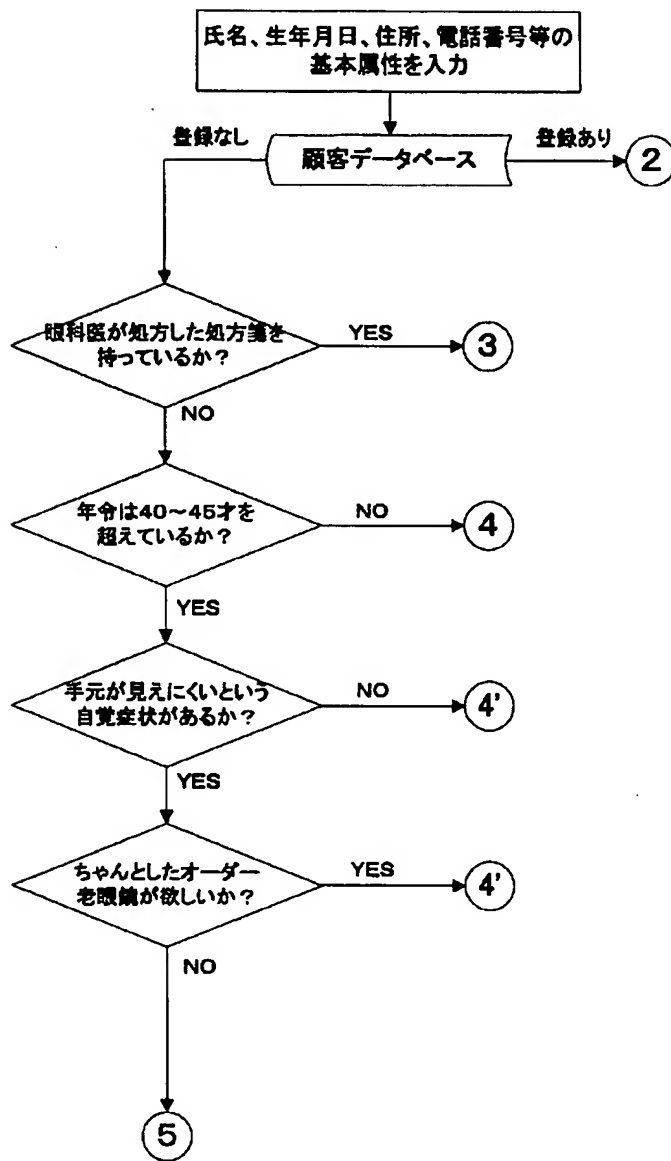 氏名、生年月日、住所、電話番号等の
基本属性を入力
登録なし
顧客データベース
登録あり
2
眼科医が処方した処方箋を
持っているか？
YES
3
NO
年令は40～45才を
超えているか？
NO
4
YES
手元が見えにくいという
自覚症状があるか？
NO
4'
YES
ちゃんとしたオーダー
老眼鏡が欲しいか？
YES
4'
NO
5